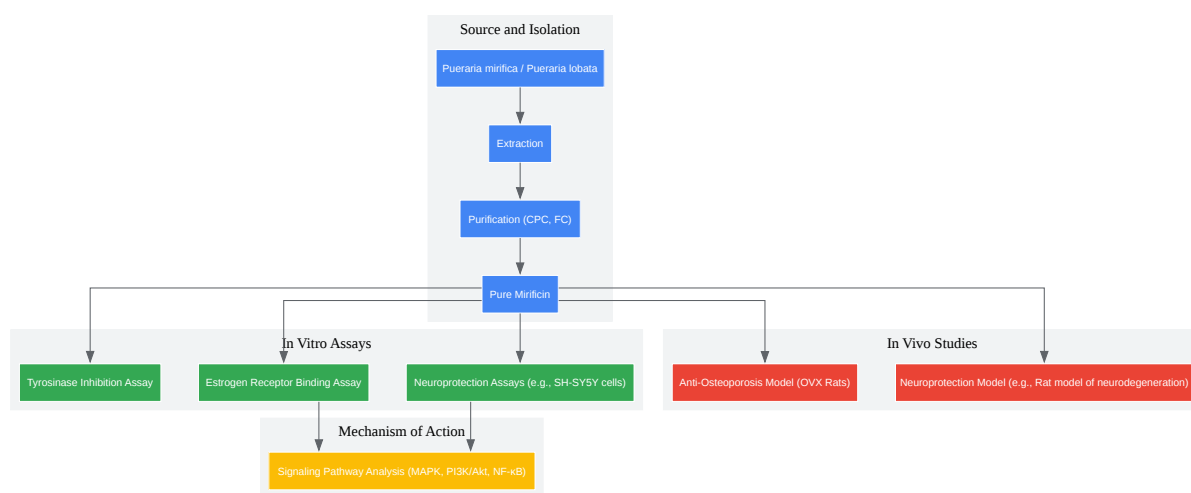 Source and Isolation
Pueraria mirifica / Pueraria lobata
Extraction
Purification (CPC, FC)
Pure Mirificin
In Vitro Assays
In Vivo Studies
Tyrosinase Inhibition Assay
Estrogen Receptor Binding Assay
Neuroprotection Assays (e.g., SH-SY5Y cells)
Anti-Osteoporosis Model (OVX Rats)
Neuroprotection Model (e.g., Rat model of neurodegeneration)
Mechanism of Action
Signaling Pathway Analysis (MAPK, PI3K/Akt, NF-κB)